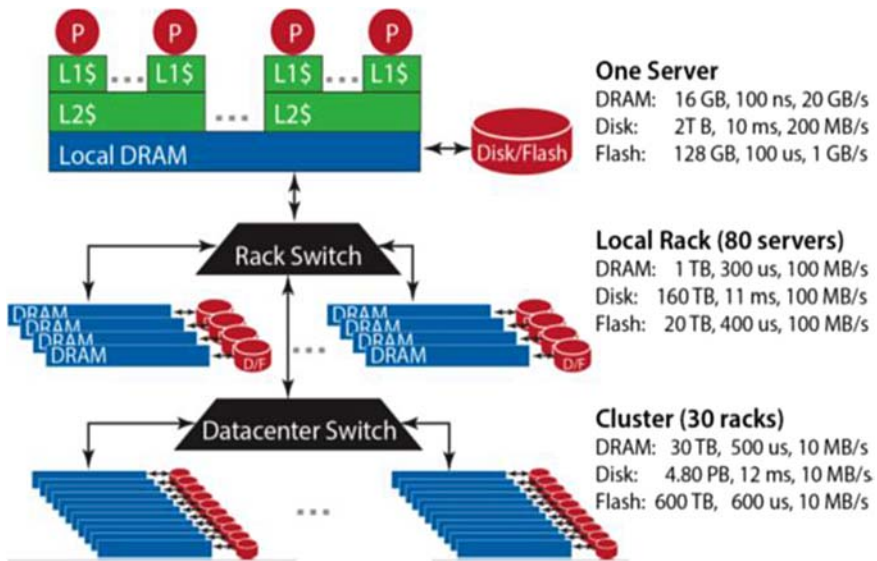 P P P P
L1$ ... L1$ L1$ ... L1$
L2$ ... L2$
Local DRAM
Disk/Flash
One Server
DRAM: 16 GB, 100 ns, 20 GB/s
Disk: 2T B, 10 ms, 200 MB/s
Flash: 128 GB, 100 us, 1 GB/s
Rack Switch
Local Rack (80 servers)
DRAM: 1 TB, 300 us, 100 MB/s
Disk: 160 TB, 11 ms, 100 MB/s
Flash: 20 TB, 400 us, 100 MB/s
DRAM DRAM
DRAM DRAM
DRAM DRAM
DRAM DRAM
D/F D/F
Datacenter Switch
Cluster (30 racks)
DRAM: 30 TB, 500 us, 10 MB/s
Disk: 4.80 PB, 12 ms, 10 MB/s
Flash: 600 TB, 600 us, 10 MB/s